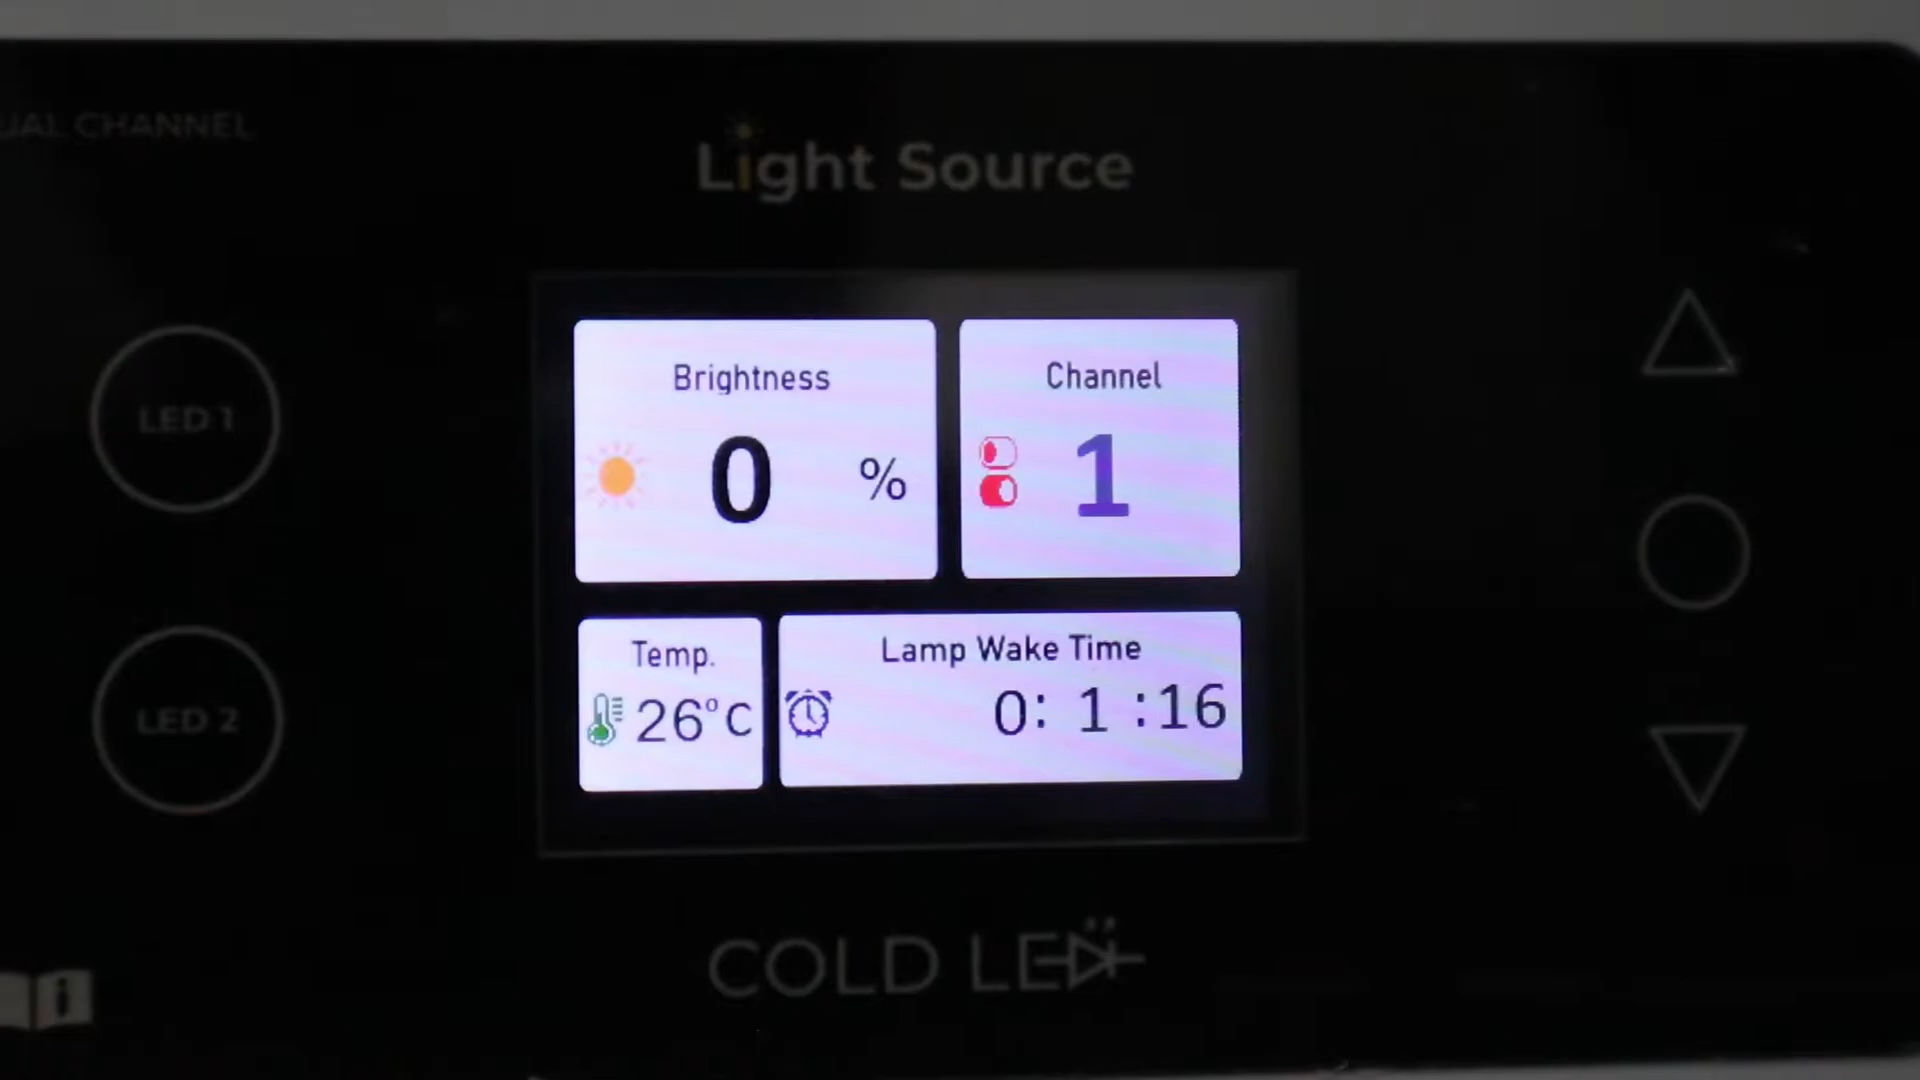 UAL CHANNEL
Light Source
Brightness
0 %
Channel
1
LED 1
Temp.
26°C
Lamp Wake Time
0: 1 :16
LED 2
COLD LED
i